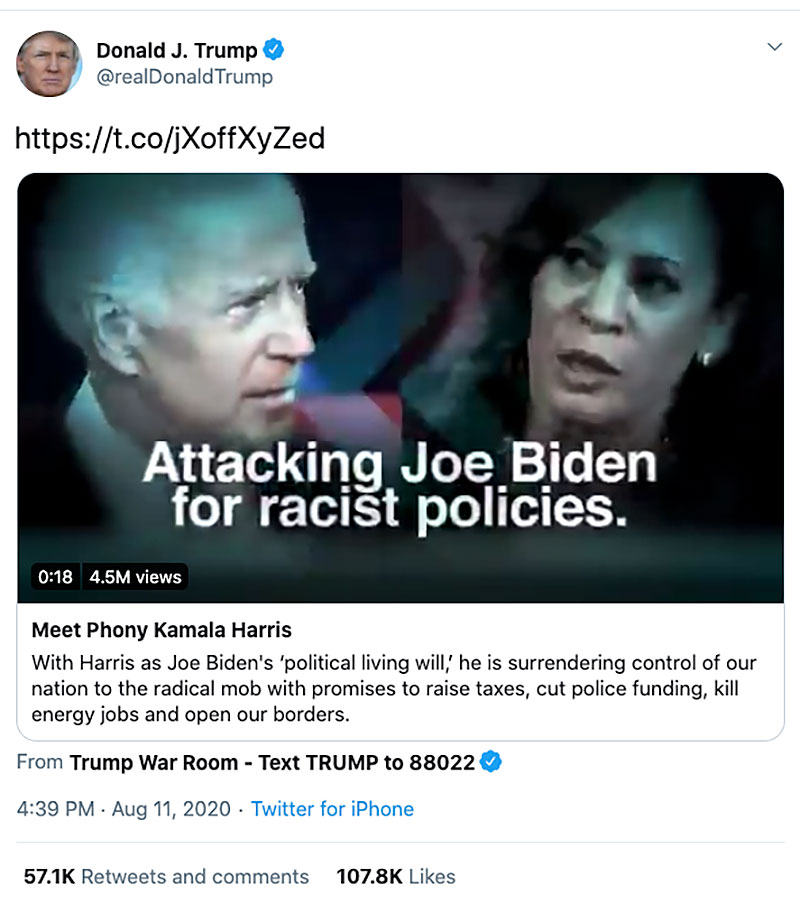 Donald J. Trump
@realDonaldTrump
https://t.co/jXoffXyZed
Attacking Joe Biden
for racist policies.
0:18 4.5M views
Meet Phony Kamala Harris
With Harris as Joe Biden's ‘political living will,’ he is surrendering control of our
nation to the radical mob with promises to raise taxes, cut police funding, kill
energy jobs and open our borders.
From Trump War Room - Text TRUMP to 88022
4:39 PM · Aug 11, 2020 · Twitter for iPhone
57.1K Retweets and comments 107.8K Likes